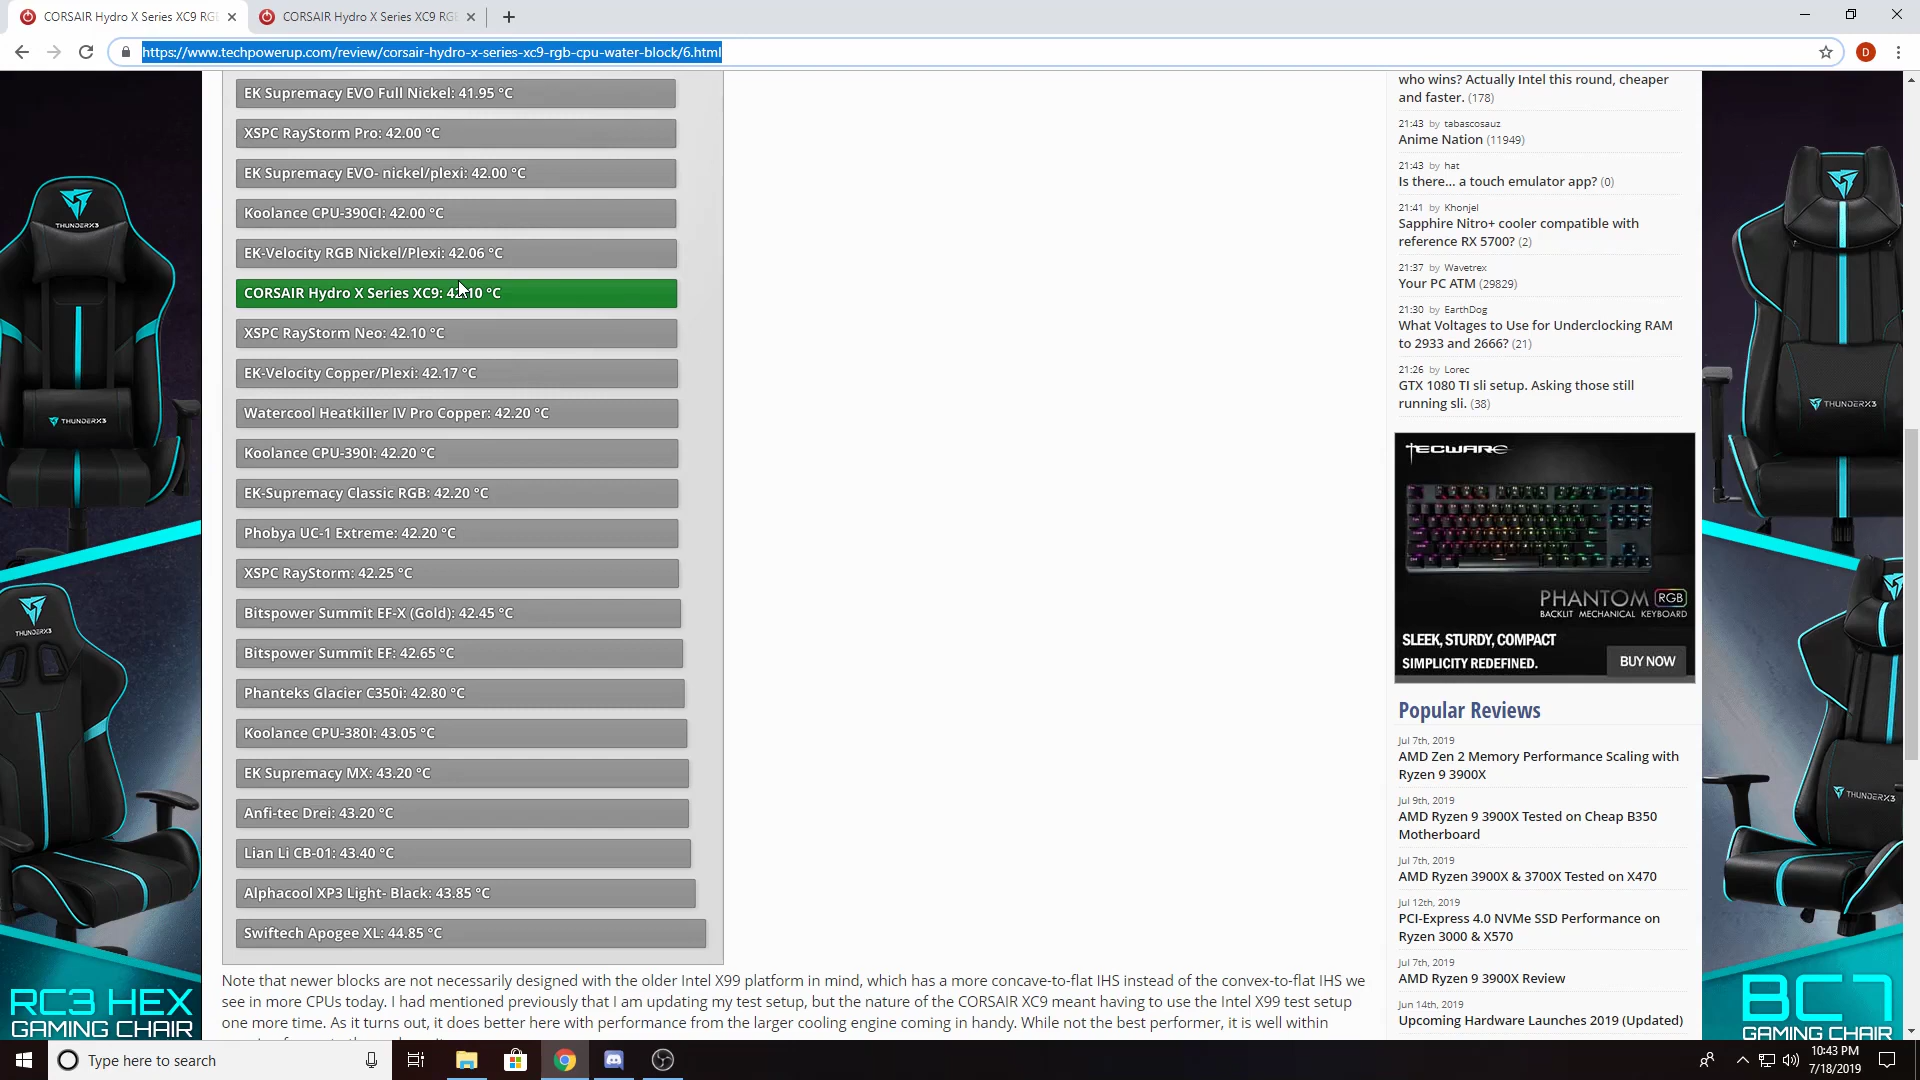 CORSAIR Hydro X Series XC9 RGB
CORSAIR Hydro X Series XC9 RGB
https://www.techpowerup.com/review/corsair-hydro-x-series-xc9-rgb-cpu-water-block/6.html
D
EK Supremacy EVO Full Nickel: 41.95 °C
XSPC RayStorm Pro: 42.00 °C
EK Supremacy EVO- nickel/plexi: 42.00 °C
Koolance CPU-390CI: 42.00 °C
EK-Velocity RGB Nickel/Plexi: 42.06 °C
CORSAIR Hydro X Series XC9: 42.10 °C
XSPC RayStorm Neo: 42.10 °C
EK-Velocity Copper/Plexi: 42.17 °C
Watercool Heatkiller IV Pro Copper: 42.20 °C
Koolance CPU-390I: 42.20 °C
EK-Supremacy Classic RGB: 42.20 °C
Phobya UC-1 Extreme: 42.20 °C
XSPC RayStorm: 42.25 °C
Bitspower Summit EF-X (Gold): 42.45 °C
Bitspower Summit EF: 42.65 °C
Phanteks Glacier C350i: 42.80 °C
Koolance CPU-380I: 43.05 °C
EK Supremacy MX: 43.20 °C
Anfi-tec Drei: 43.20 °C
Lian Li CB-01: 43.40 °C
Alphacool XP3 Light- Black: 43.85 °C
Swiftech Apogee XL: 44.85 °C
Note that newer blocks are not necessarily designed with the older Intel X99 platform in mind, which has a more concave-to-flat IHS instead of the convex-to-flat IHS we
see in more CPUs today. I had mentioned previously that I am updating my test setup, but the nature of the CORSAIR XC9 meant having to use the Intel X99 test setup
one more time. As it turns out, it does better here with performance from the larger cooling engine coming in handy. While not the best performer, it is well within
who wins? Actually Intel this round, cheaper
and faster. (178)
21:43 by tabascosauz
Anime Nation (11949)
21:43 by hat
Is there... a touch emulator app? (0)
21:41 by Khonjel
Sapphire Nitro+ cooler compatible with
reference RX 5700? (2)
21:37 by Wavetrex
Your PC ATM (29829)
21:30 by EarthDog
What Voltages to Use for Underclocking RAM
to 2933 and 2666? (21)
21:26 by Lorec
GTX 1080 TI sli setup. Asking those still
running sli. (38)
TECWARE
PHANTOM RGB
BACKLIT MECHANICAL KEYBOARD
SLEEK, STURDY, COMPACT
SIMPLICITY REDEFINED.
BUY NOW
Popular Reviews
Jul 7th, 2019
AMD Zen 2 Memory Performance Scaling with
Ryzen 9 3900X
Jul 9th, 2019
AMD Ryzen 9 3900X Tested on Cheap B350
Motherboard
Jul 7th, 2019
AMD Ryzen 3900X & 3700X Tested on X470
Jul 12th, 2019
PCI-Express 4.0 NVMe SSD Performance on
Ryzen 3000 & X570
Jul 7th, 2019
AMD Ryzen 9 3900X Review
Jun 14th, 2019
Upcoming Hardware Launches 2019 (Updated)
THUNDERX3
THUNDERX3
THUNDERX3
RC3 HEX
GAMING CHAIR
THUNDERX3
THUNDERX3
BC7
GAMING CHAIR
Type here to search
10:43 PM
7/18/2019